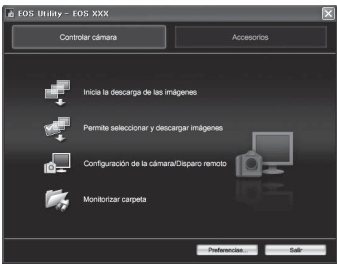 EOS Utility - EOS XXX
Controlar cámara
Accesorios
Inicia la descarga de las imágenes
Permite seleccionar y descargar imágenes
Configuración de la cámara/Disparo remoto
Monitorizar carpeta
Preferencias...
Salir